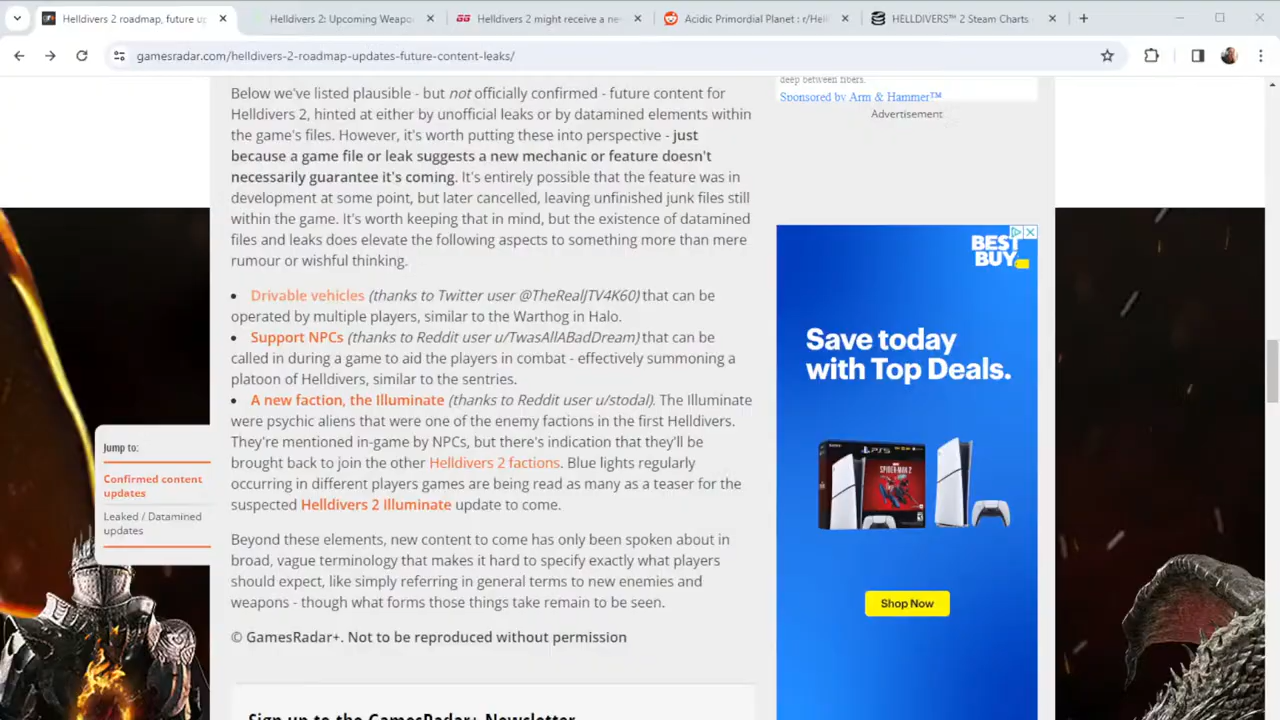 Helldivers 2 roadmap, future up
Helldivers 2: Upcoming Weapo
Helldivers 2 might receive a ne
Acidic Primordial Planet : r/Hell
HELLDIVERS™ 2 Steam Charts
gamesradar.com/helldivers-2-roadmap-updates-future-content-leaks/
Below we've listed plausible - but not officially confirmed - future content for
Helldivers 2, hinted at either by unofficial leaks or by datamined elements within
the game's files. However, it's worth putting these into perspective - just
because a game file or leak suggests a new mechanic or feature doesn't
necessarily guarantee it's coming. It's entirely possible that the feature was in
development at some point, but later cancelled, leaving unfinished junk files still
within the game. It's worth keeping that in mind, but the existence of datamined
files and leaks does elevate the following aspects to something more than mere
rumour or wishful thinking.
• Drivable vehicles (thanks to Twitter user @TheRealJTV4K60) that can be
operated by multiple players, similar to the Warthog in Halo.
• Support NPCs (thanks to Reddit user u/TwasAllABadDream) that can be
called in during a game to aid the players in combat - effectively summoning a
platoon of Helldivers, similar to the sentries.
• A new faction, the Illuminate (thanks to Reddit user u/stodal). The Illuminate
were psychic aliens that were one of the enemy factions in the first Helldivers.
They're mentioned in-game by NPCs, but there's indication that they'll be
brought back to join the other Helldivers 2 factions. Blue lights regularly
occurring in different players games are being read as many as a teaser for the
suspected Helldivers 2 Illuminate update to come.
Beyond these elements, new content to come has only been spoken about in
broad, vague terminology that makes it hard to specify exactly what players
should expect, like simply referring in general terms to new enemies and
weapons - though what forms those things take remain to be seen.
© GamesRadar+. Not to be reproduced without permission
Sign up to the GamesRadar+ Newsletter
Jump to:
Confirmed content
updates
Leaked / Datamined
updates
deep between fibers.
Sponsored by Arm & Hammer™
Advertisement
BEST
BUY
Save today
with Top Deals.
Shop Now